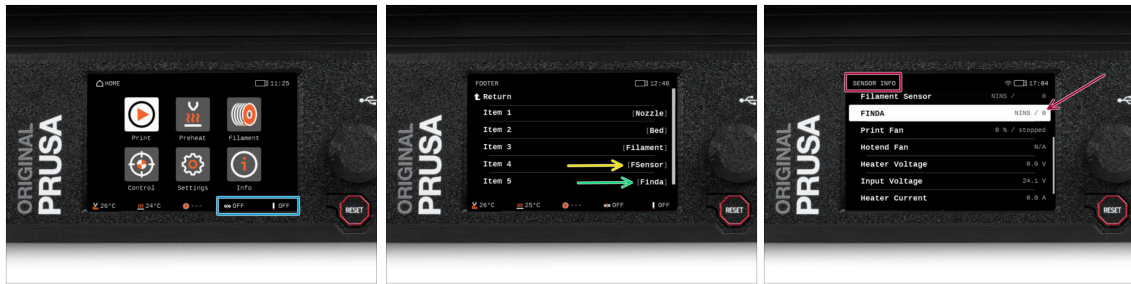 HOME
11:25
Print
Preheat
Filament
Control
Settings
Info
26°C
24°C
---
OFF
OFF
ORIGINAL
PRUSA
RESET
FOOTER
12:48
Return
Item 1 [Nozzle]
Item 2 [Bed]
Item 3 [Filament]
Item 4 [FSensor]
Item 5 [Finda]
26°C
25°C
---
OFF
OFF
ORIGINAL
PRUSA
RESET
SENSOR INFO
17:04
Filament Sensor NINS / 0
FINDA NINS / 0
Print Fan 0 % / stopped
Hotend Fan N/A
Heater Voltage 0.0 V
Input Voltage 24.1 V
Heater Current 0.0 A
ORIGINAL
PRUSA
RESET